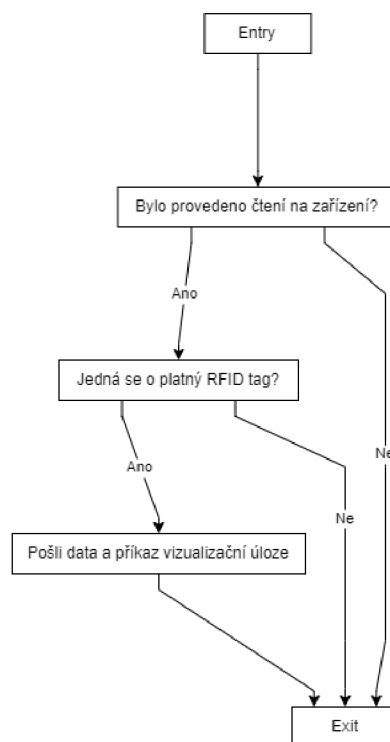 Entry
Bylo provedeno čtení na zařízení?
Ano
Jedná se o platný RFID tag?
Ne
Ano
Ne
Pošli data a příkaz vizualizační úloze
Exit